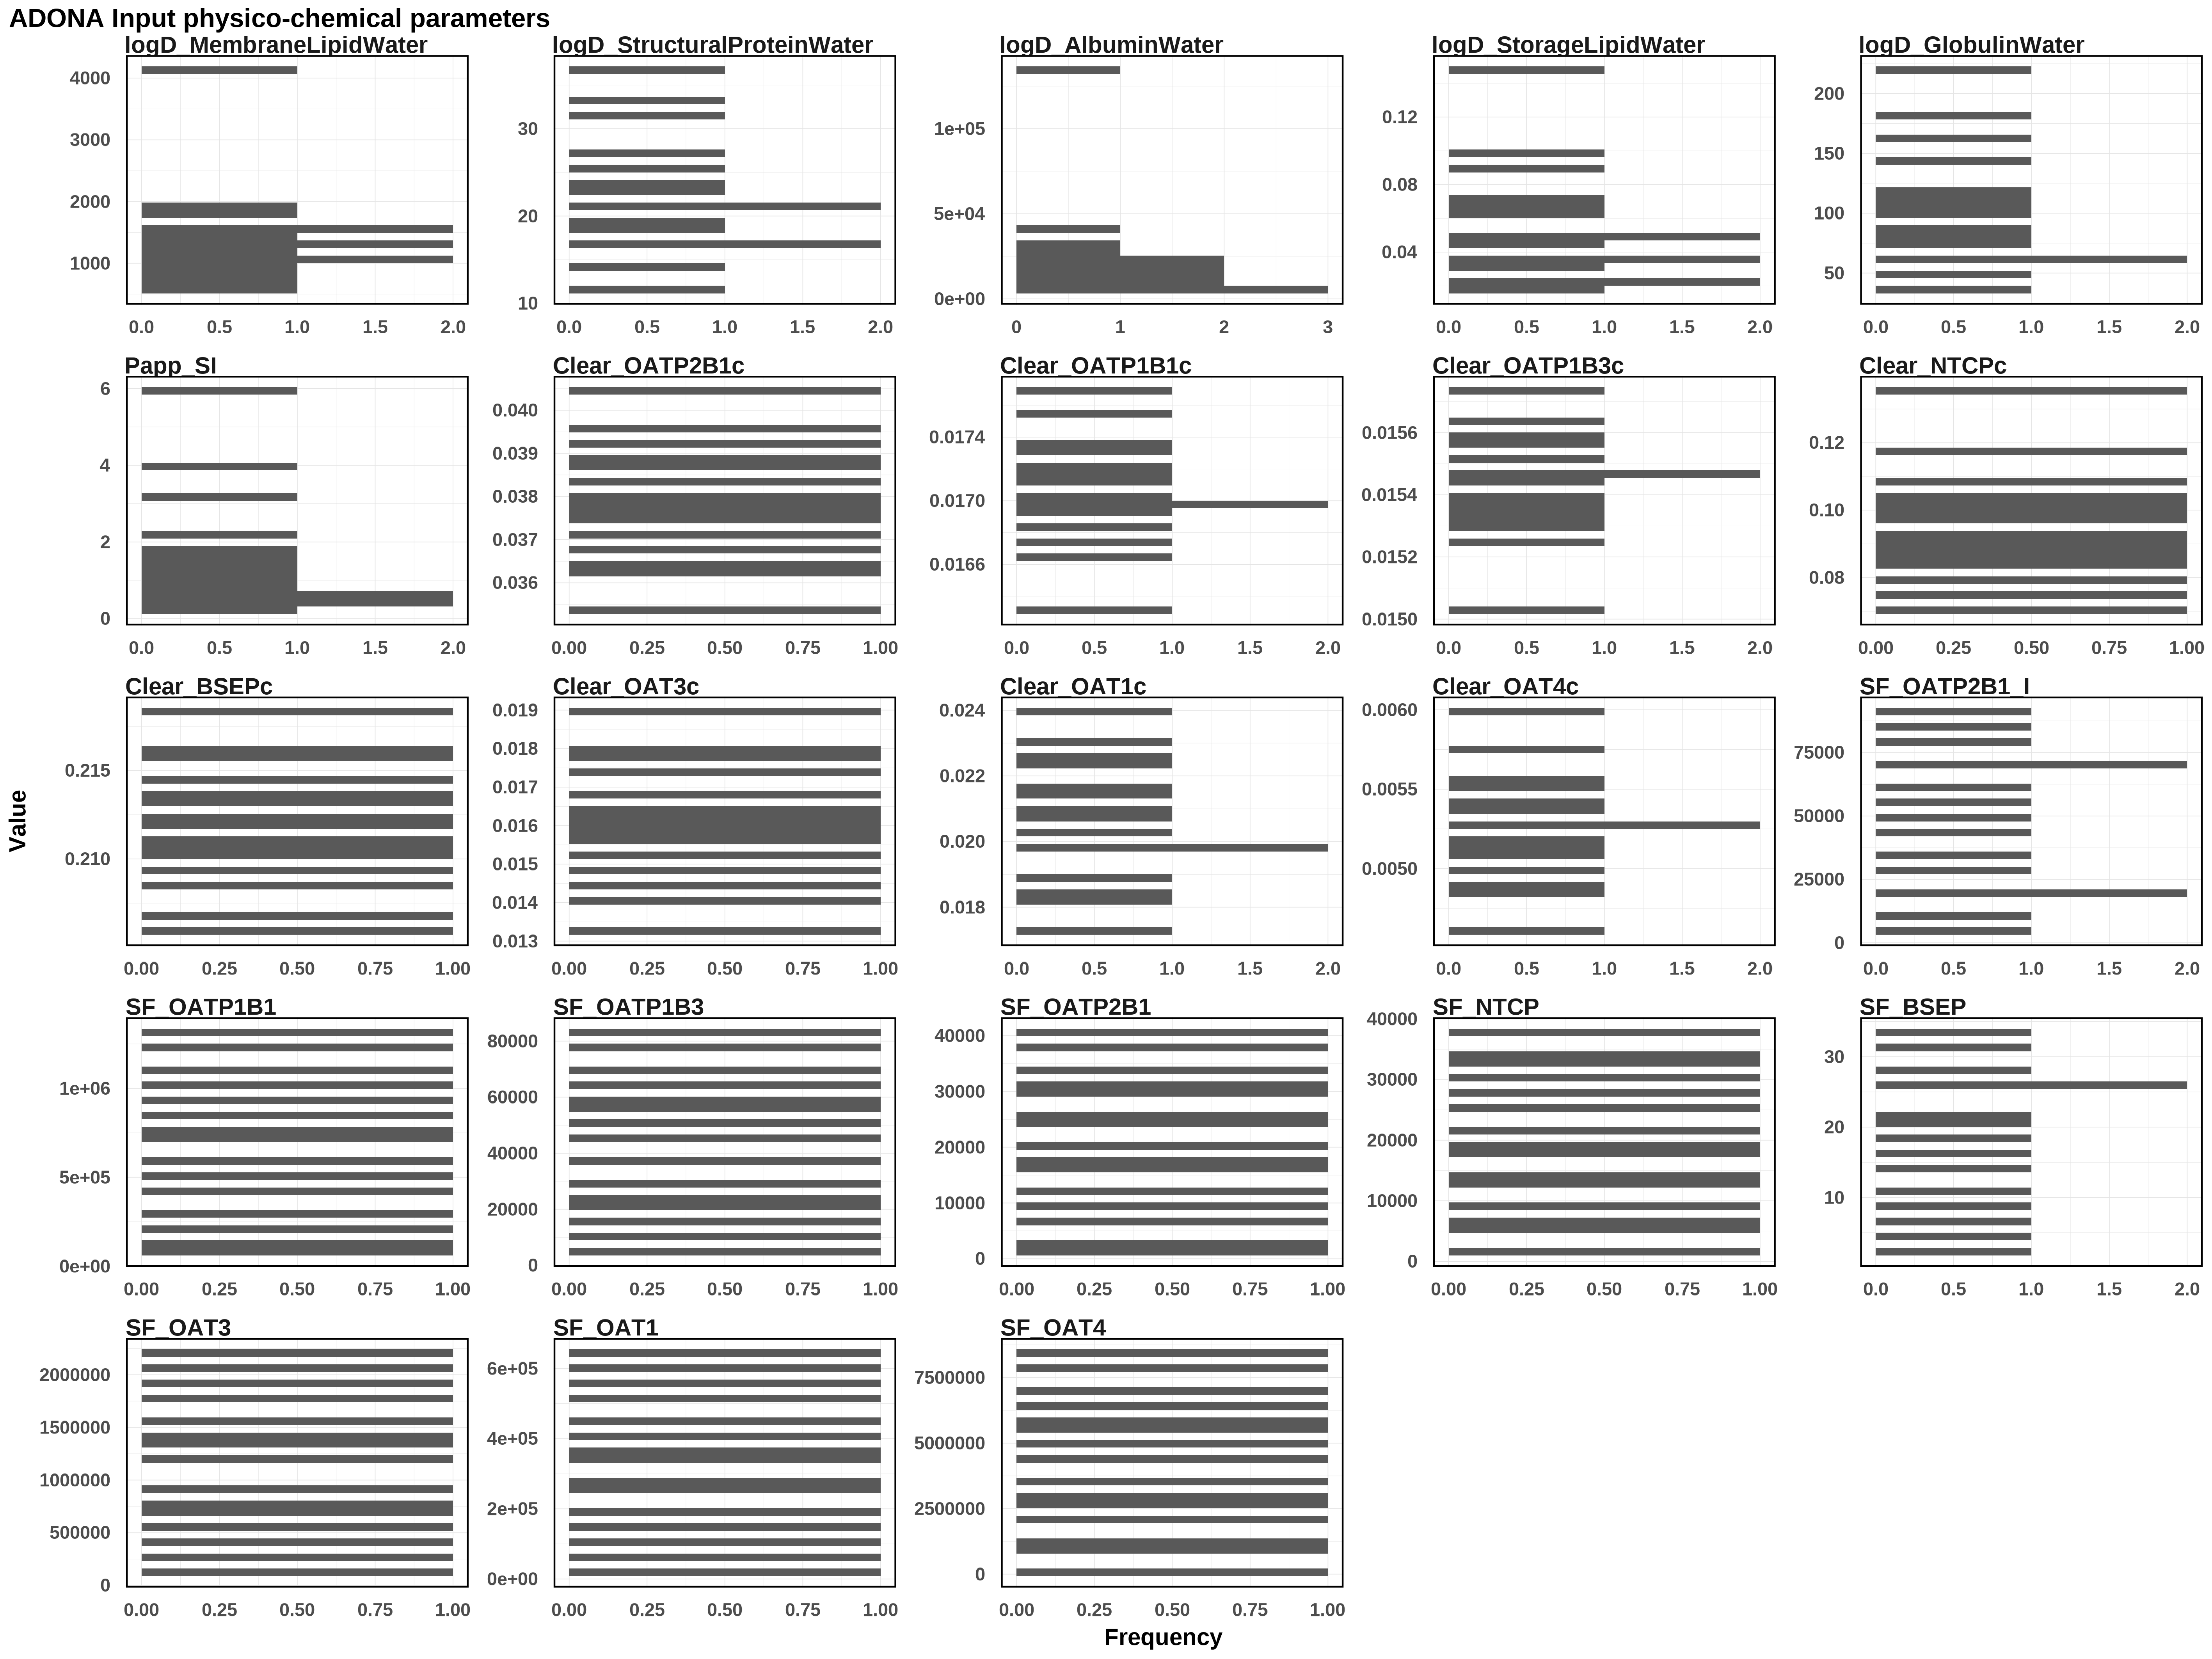 ADONA Input physico-chemical parameters
logD_MembraneLipidWater logD_StructuralProteinWater logD_AlbuminWater logD_StorageLipidWater logD_GlobulinWater
4000
3000
2000
1000
0.0 0.5 1.0 1.5 2.0
30
20
10
0.0 0.5 1.0 1.5 2.0
1e+05
5e+04
0e+00
0 1 2 3
0.12
0.08
0.04
0.0 0.5 1.0 1.5 2.0
200
150
100
50
0.0 0.5 1.0 1.5 2.0
Papp_SI Clear_OATP2B1c Clear_OATP1B1c Clear_OATP1B3c Clear_NTCPc
6
4
2
0
0.0 0.5 1.0 1.5 2.0
0.040
0.039
0.038
0.037
0.036
0.00 0.25 0.50 0.75 1.00
0.0174
0.0170
0.0166
0.0 0.5 1.0 1.5 2.0
0.0156
0.0154
0.0152
0.0150
0.0 0.5 1.0 1.5 2.0
0.12
0.10
0.08
0.00 0.25 0.50 0.75 1.00
Clear_BSEPc Clear_OAT3c Clear_OAT1c Clear_OAT4c SF_OATP2B1_I
0.215
0.210
0.00 0.25 0.50 0.75 1.00
0.019
0.018
0.017
0.016
0.015
0.014
0.013
0.00 0.25 0.50 0.75 1.00
0.024
0.022
0.020
0.018
0.0 0.5 1.0 1.5 2.0
0.0060
0.0055
0.0050
0.0 0.5 1.0 1.5 2.0
75000
50000
25000
0
0.0 0.5 1.0 1.5 2.0
Value
SF_OATP1B1 SF_OATP1B3 SF_OATP2B1 SF_NTCP SF_BSEP
1e+06
5e+05
0e+00
0.00 0.25 0.50 0.75 1.00
80000
60000
40000
20000
0
0.00 0.25 0.50 0.75 1.00
40000
30000
20000
10000
0
0.00 0.25 0.50 0.75 1.00
40000
30000
20000
10000
0
0.00 0.25 0.50 0.75 1.00
30
20
10
0.0 0.5 1.0 1.5 2.0
SF_OAT3 SF_OAT1 SF_OAT4
2000000
1500000
1000000
500000
0
0.00 0.25 0.50 0.75 1.00
6e+05
4e+05
2e+05
0e+00
0.00 0.25 0.50 0.75 1.00
7500000
5000000
2500000
0
0.00 0.25 0.50 0.75 1.00
Frequency